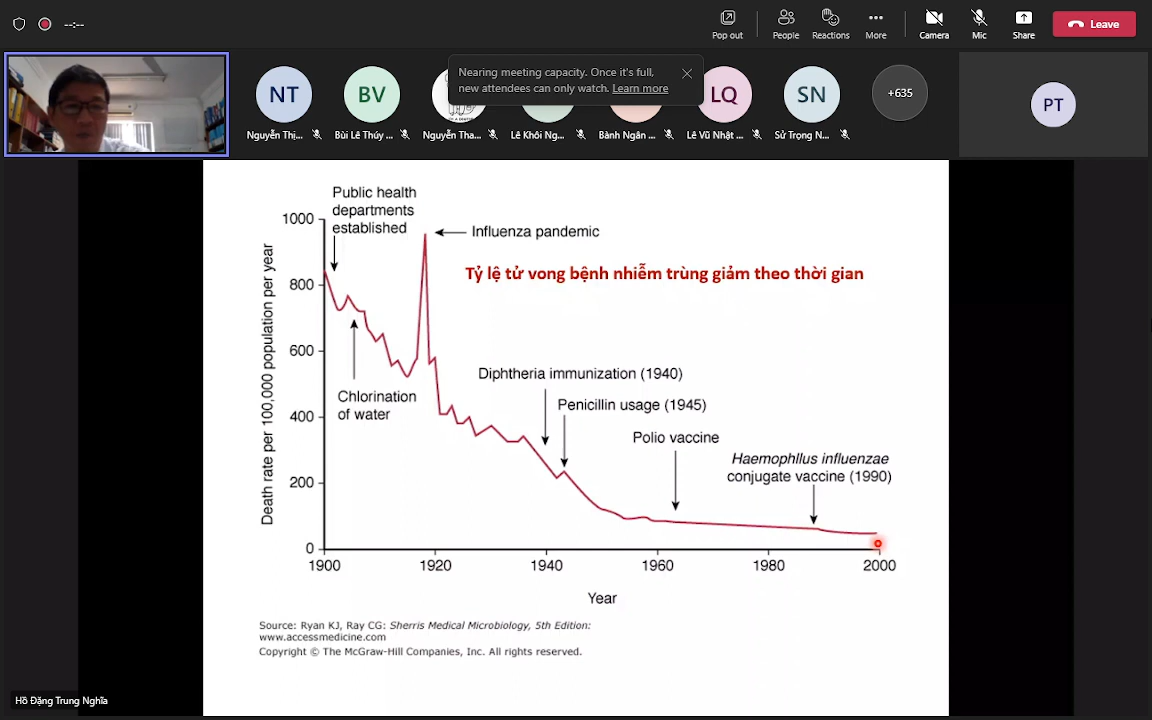 --:--
Pop out
People
Reactions
More
Camera
Mic
Share
Leave
Nearing meeting capacity. Once it's full,
new attendees can only watch. Learn more
NT
BV
LQ
SN
+635
PT
Nguyễn Thị...
Bùi Lê Thúy ...
Nguyễn Tha...
Lê Khôi Ng...
Bành Ngân ...
Lê Vũ Nhật ...
Sử Trọng N...
Public health
departments
established
Influenza pandemic
Tỷ lệ tử vong bệnh nhiễm trùng giảm theo thời gian
Chlorination
of water
Diphtheria immunization (1940)
Penicillin usage (1945)
Polio vaccine
Haemophllus influenzae
conjugate vaccine (1990)
Death rate per 100,000 population per year
1000
800
600
400
200
0
1900
1920
1940
1960
1980
2000
Year
Source: Ryan KJ, Ray CG: Sherris Medical Microbiology, 5th Edition:
www.accessmedicine.com
Copyright © The McGraw-Hill Companies, Inc. All rights reserved.
Hồ Đặng Trung Nghĩa